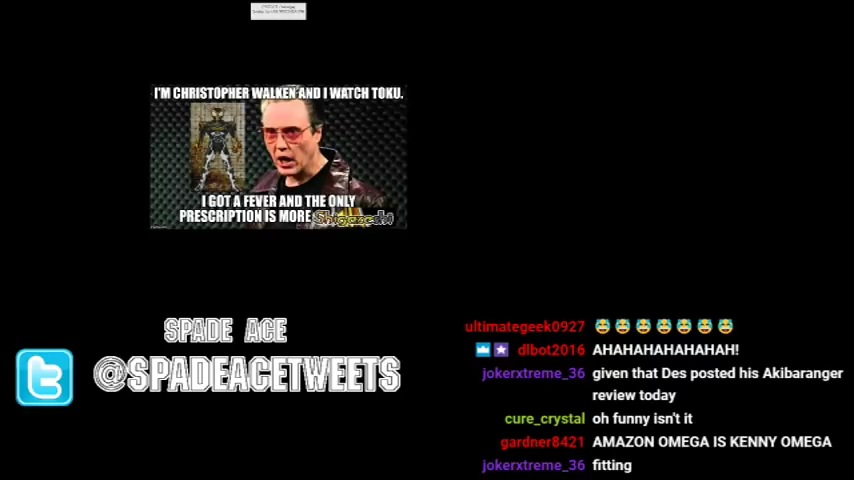 I'M CHRISTOPHER WALKEN AND I WATCH TOKU.
I GOT A FEVER AND THE ONLY
PRESCRIPTION IS MORE
SPADE ACE
@SPADEACETWEETS
ultimategeek0927
dlbot2016 AHAHAHAHAHAHAH!
jokerxtreme_36 given that Des posted his Akibaranger
review today
cure_crystal oh funny isn't it
gardner8421 AMAZON OMEGA IS KENNY OMEGA
jokerxtreme_36 fitting